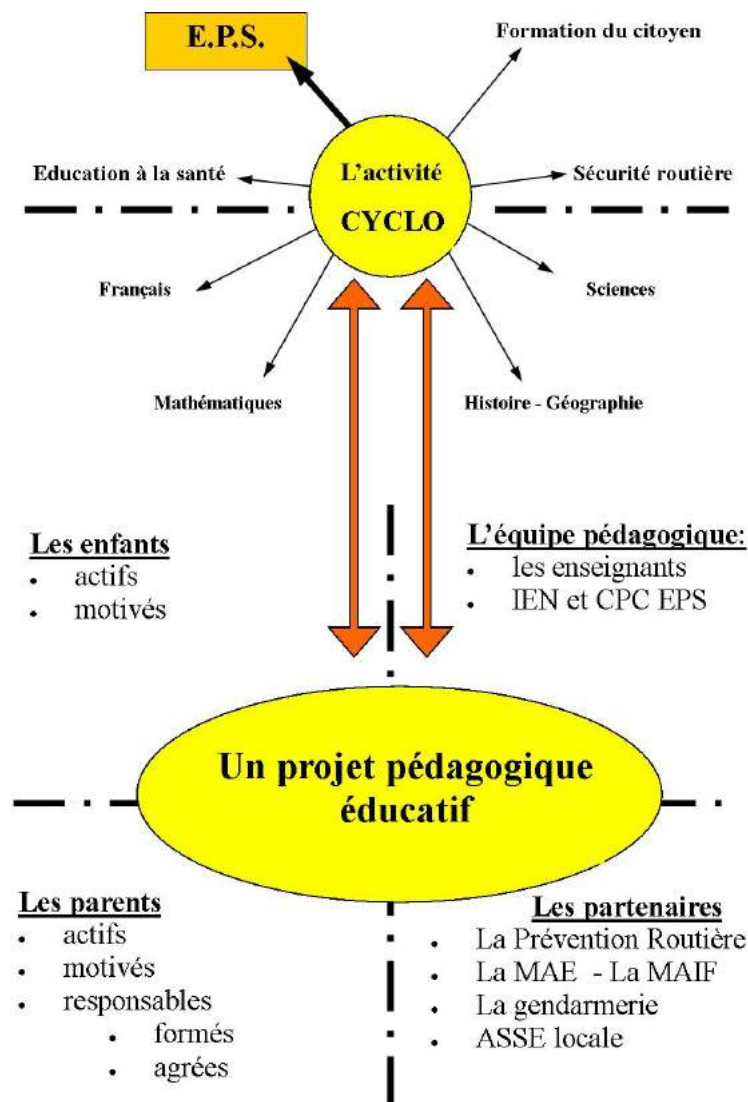 E.P.S.
Formation du citoyen
Education à la santé
L'activité
CYCLO
Sécurité routière
Français
Sciences
Mathématiques
Histoire - Géographie
Les enfants
• actifs
• motivés
L'équipe pédagogique:
• les enseignants
• IEN et CPC EPS
Un projet pédagogique
éducatif
Les parents
• actifs
• motivés
• responsables
• formés
• agrées
Les partenaires
• La Prévention Routière
• La MAE - La MAIF
• La gendarmerie
• ASSE locale